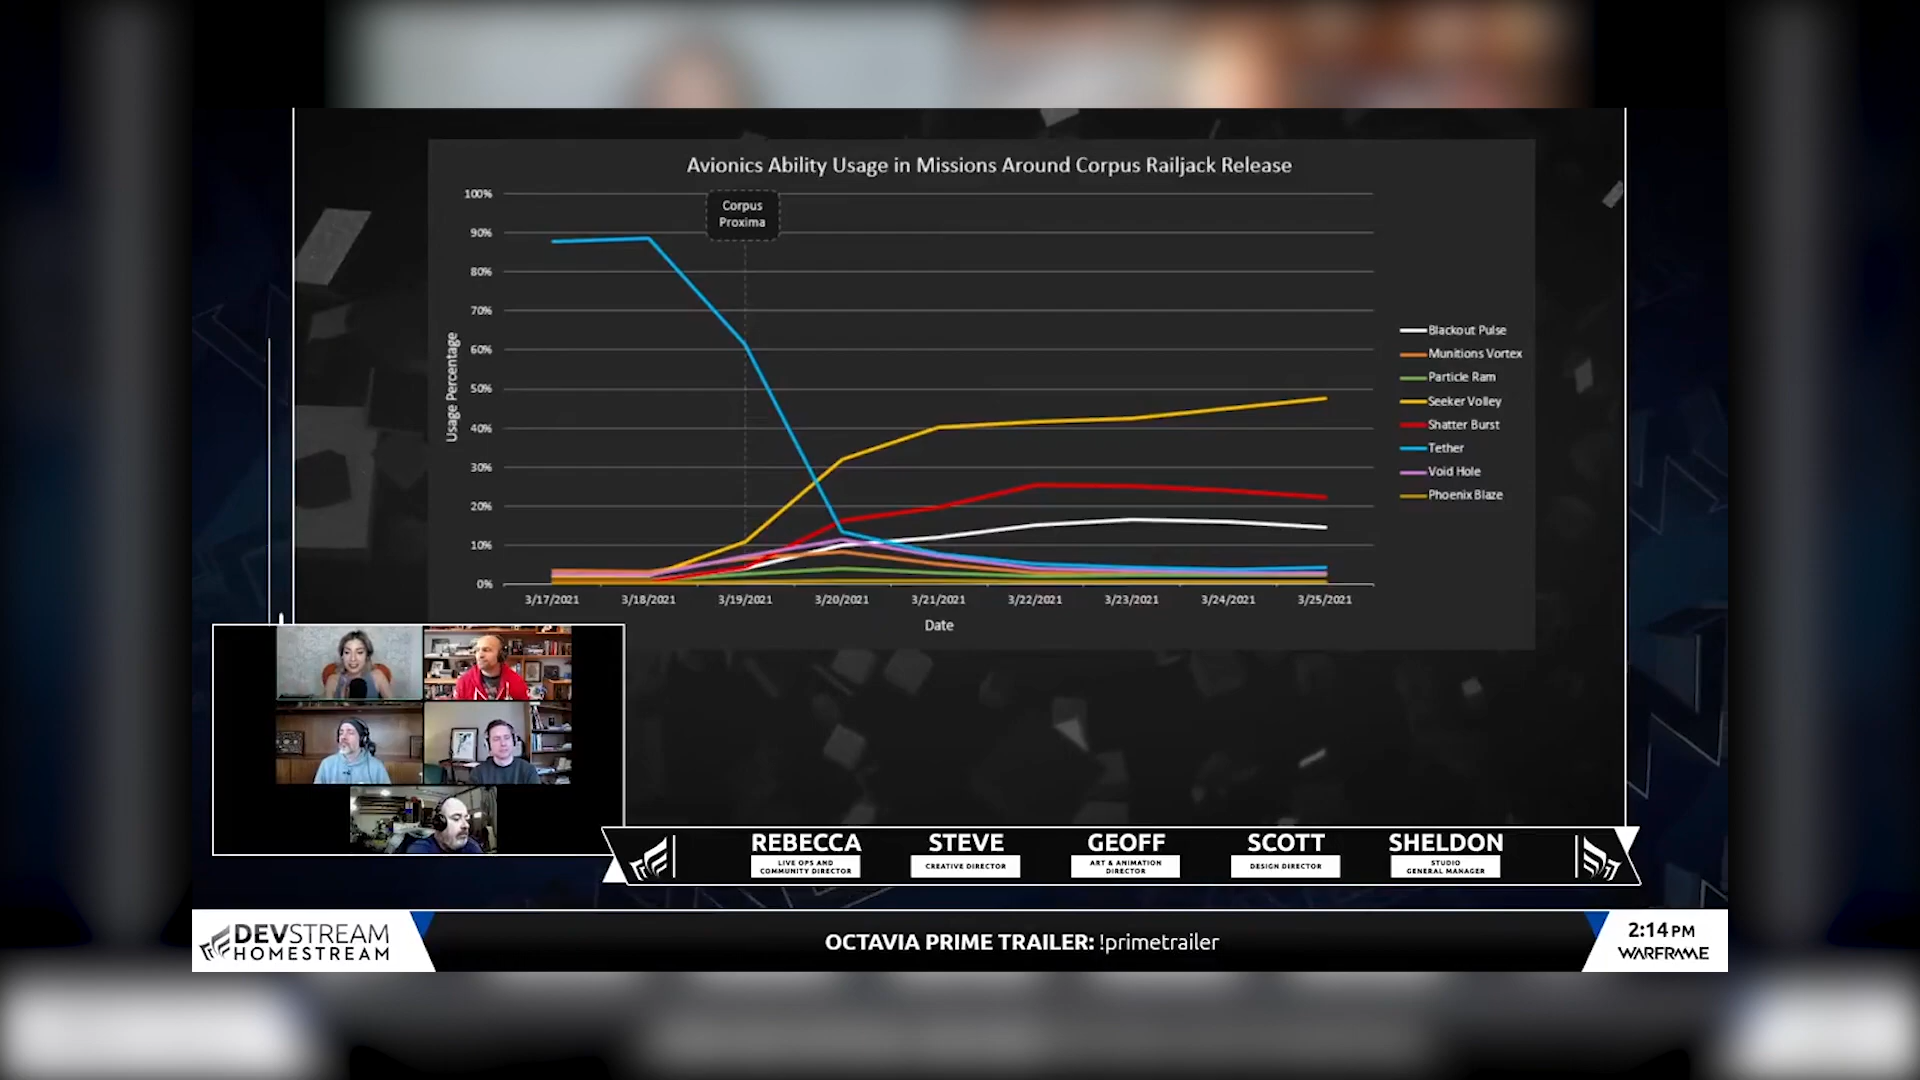 Avionics Ability Usage in Missions Around Corpus Railjack Release
Corpus
Proxima
100%
90%
80%
70%
60%
50%
40%
30%
20%
10%
0%
Usage Percentage
3/17/2021 3/18/2021 3/19/2021 3/20/2021 3/21/2021 3/22/2021 3/23/2021 3/24/2021 3/25/2021
Date
Blackout Pulse
Munitions Vortex
Particle Ram
Seeker Volley
Shatter Burst
Tether
Void Hole
Phoenix Blaze
REBECCA
LIVE OPS AND
COMMUNITY DIRECTOR
STEVE
CREATIVE DIRECTOR
GEOFF
ART & ANIMATION
DIRECTOR
SCOTT
DESIGN DIRECTOR
SHELDON
STUDIO
GENERAL MANAGER
DEVSTREAM
HOMESTREAM
OCTAVIA PRIME TRAILER: !primetrailer
2:14 PM
WARFRAME